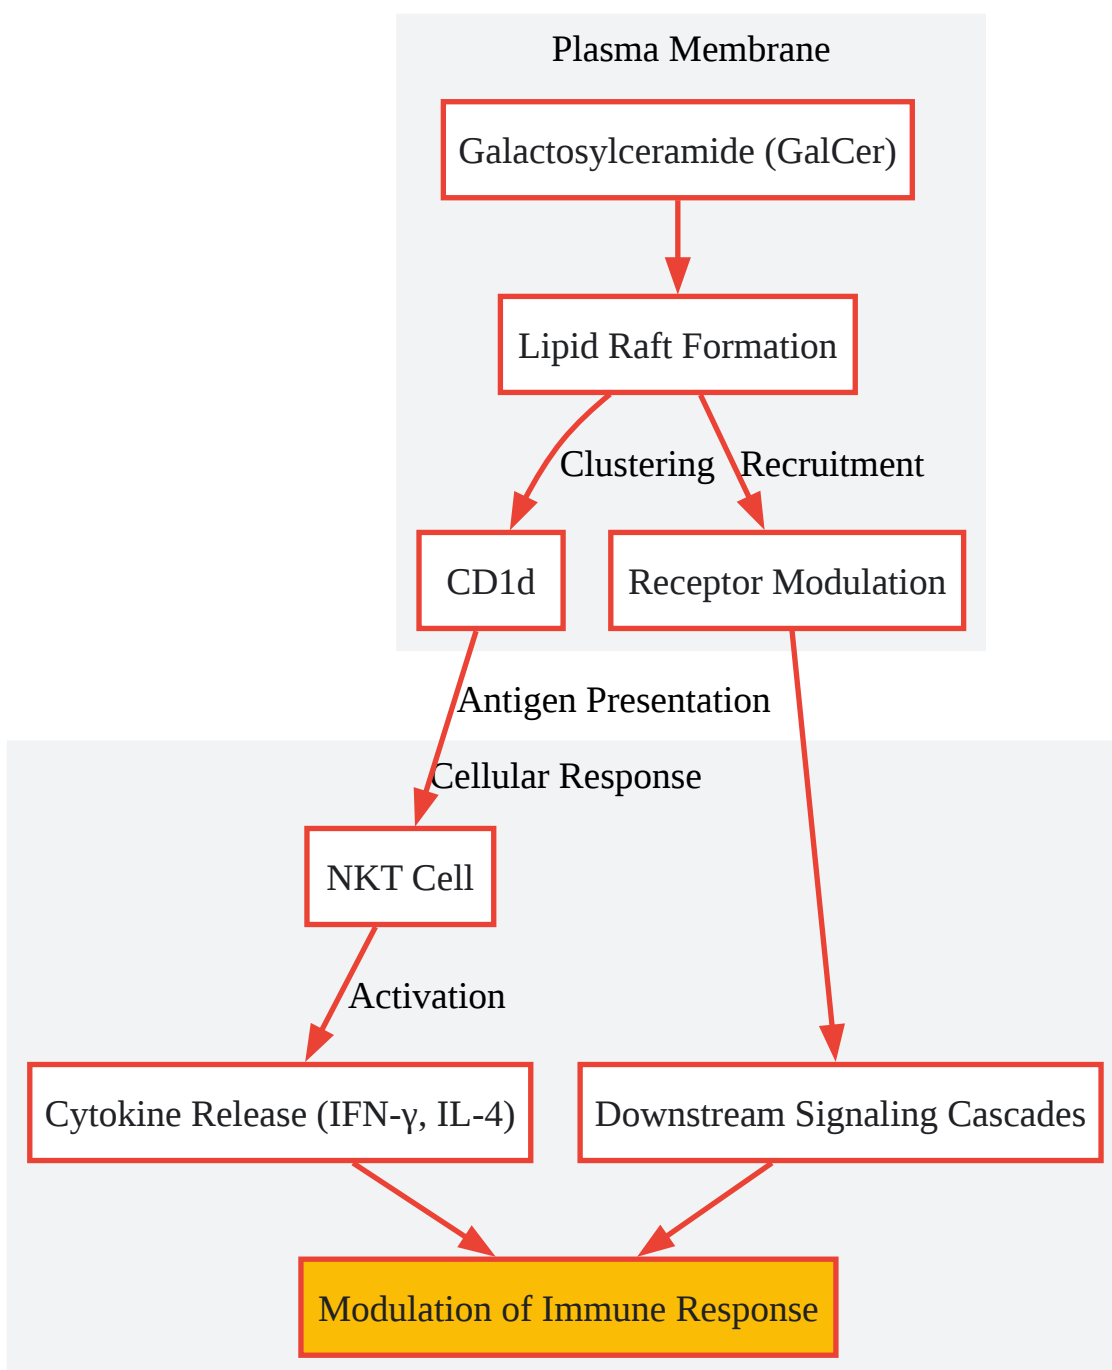 Plasma Membrane
Galactosylceramide (GalCer)
Lipid Raft Formation
Clustering
Recruitment
CD1d
Receptor Modulation
Antigen Presentation
Cellular Response
NKT Cell
Activation
Cytokine Release (IFN-γ, IL-4)
Downstream Signaling Cascades
Modulation of Immune Response